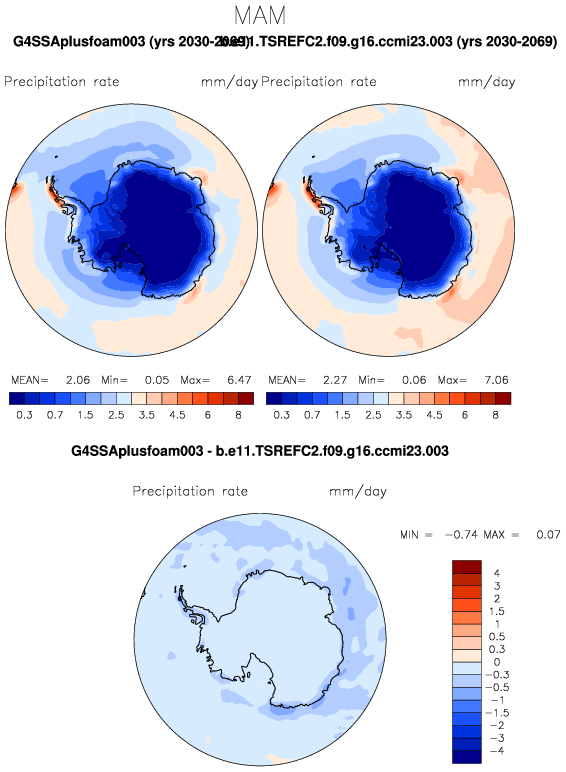 MAM
G4SSAplusfoam003 (yrs 2030-2069) b.e11.TSREFC2.f09.g16.ccmi23.003 (yrs 2030-2069)
Precipitation rate mm/day Precipitation rate mm/day
MEAN= 2.06 Min= 0.05 Max= 6.47 MEAN= 2.27 Min= 0.06 Max= 7.06
0.3 0.7 1.5 2.5 3.5 4.5 6 8 0.3 0.7 1.5 2.5 3.5 4.5 6 8
G4SSAplusfoam003 - b.e11.TSREFC2.f09.g16.ccmi23.003
Precipitation rate mm/day
MIN = -0.74 MAX = 0.07
4
3
2
1.5
1
0.5
0.3
0
-0.3
-0.5
-1
-1.5
-2
-3
-4